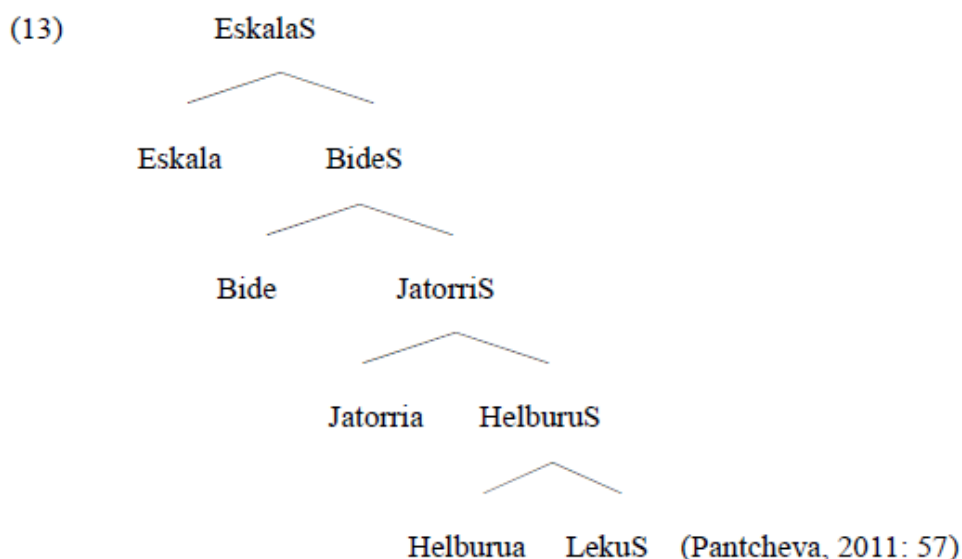 (13) EskalaS
Eskala BideS
Bide JatorriS
Jatorria HelburuS
Helburua LekuS (Pantcheva, 2011: 57)